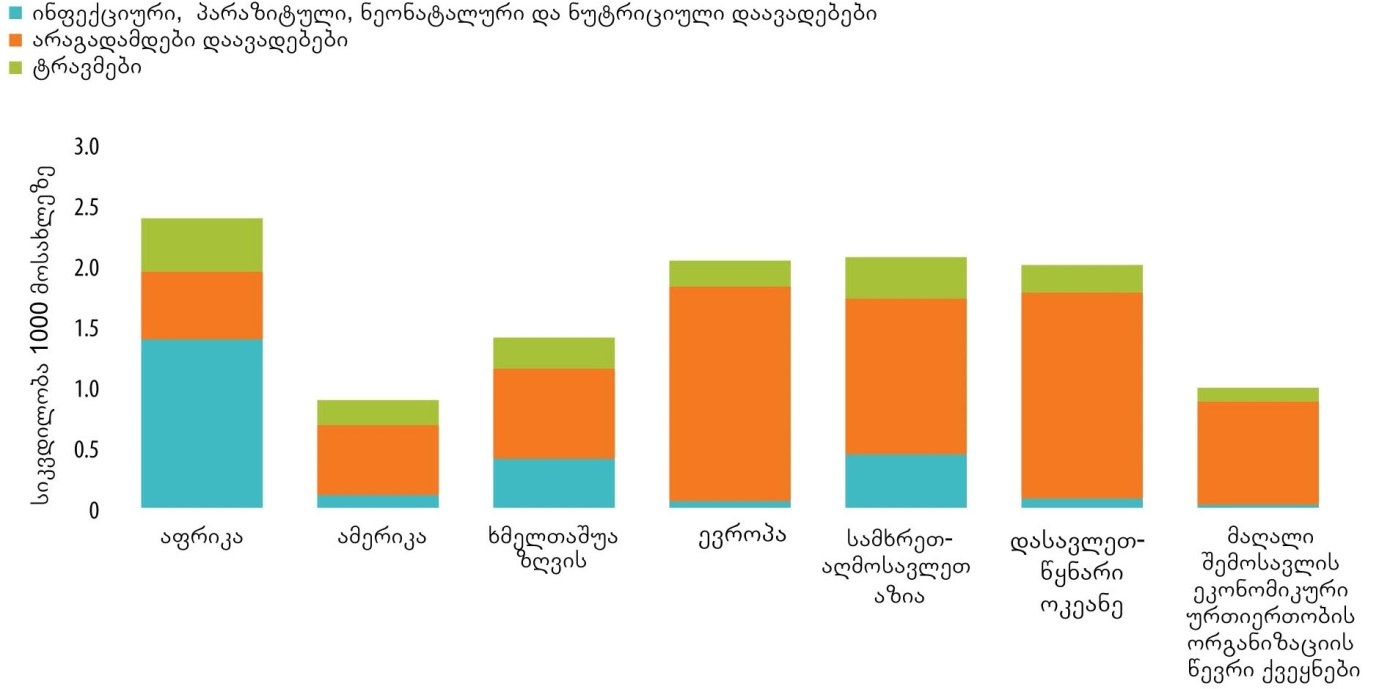 ინფექციური, პარაზიტული, ნეონატალური და ნუტრიციული დაავადებები
არაგადამდები დაავადებები
ტრავმები
სიკვდილობა 1000 მოსახლეზე
3.0
2.5
2.0
1.5
1.0
0.5
0
აფრიკა
ამერიკა
ხმელთაშუა
ზღვის
ევროპა
სამხრეთ-
აღმოსავლეთ
აზია
დასავლეთ-
წყნარი
ოკეანე
მაღალი
შემოსავლის
ეკონომიკური
ურთიერთობის
ორგანიზაციის
წევრი ქვეყნები